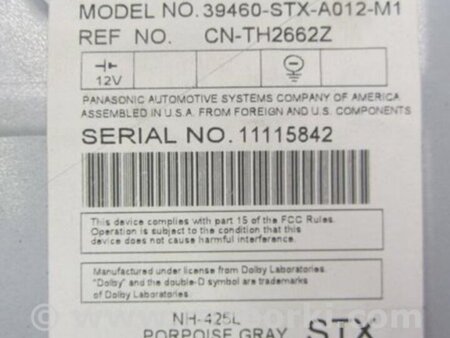 MODEL NO. 39460-STX-A012-M1
REF NO. CN-TH2662Z
12V
PANASONIC AUTOMOTIVE SYSTEMS COMPANY OF AMERICA
ASSEMBLED IN U.S.A. FROM FOREIGN AND U.S. COMPONENTS
SERIAL NO. 11115842
This device complies with part 15 of the FCC Rules.
Operation is subject to the condition that this
device does not cause harmful interference.
Manufactured under license from Dolby Laboratories.
"Dolby" and the double-D symbol are trademarks
of Dolby Laboratories.
NH-425L
PORPOISE GRAY STX